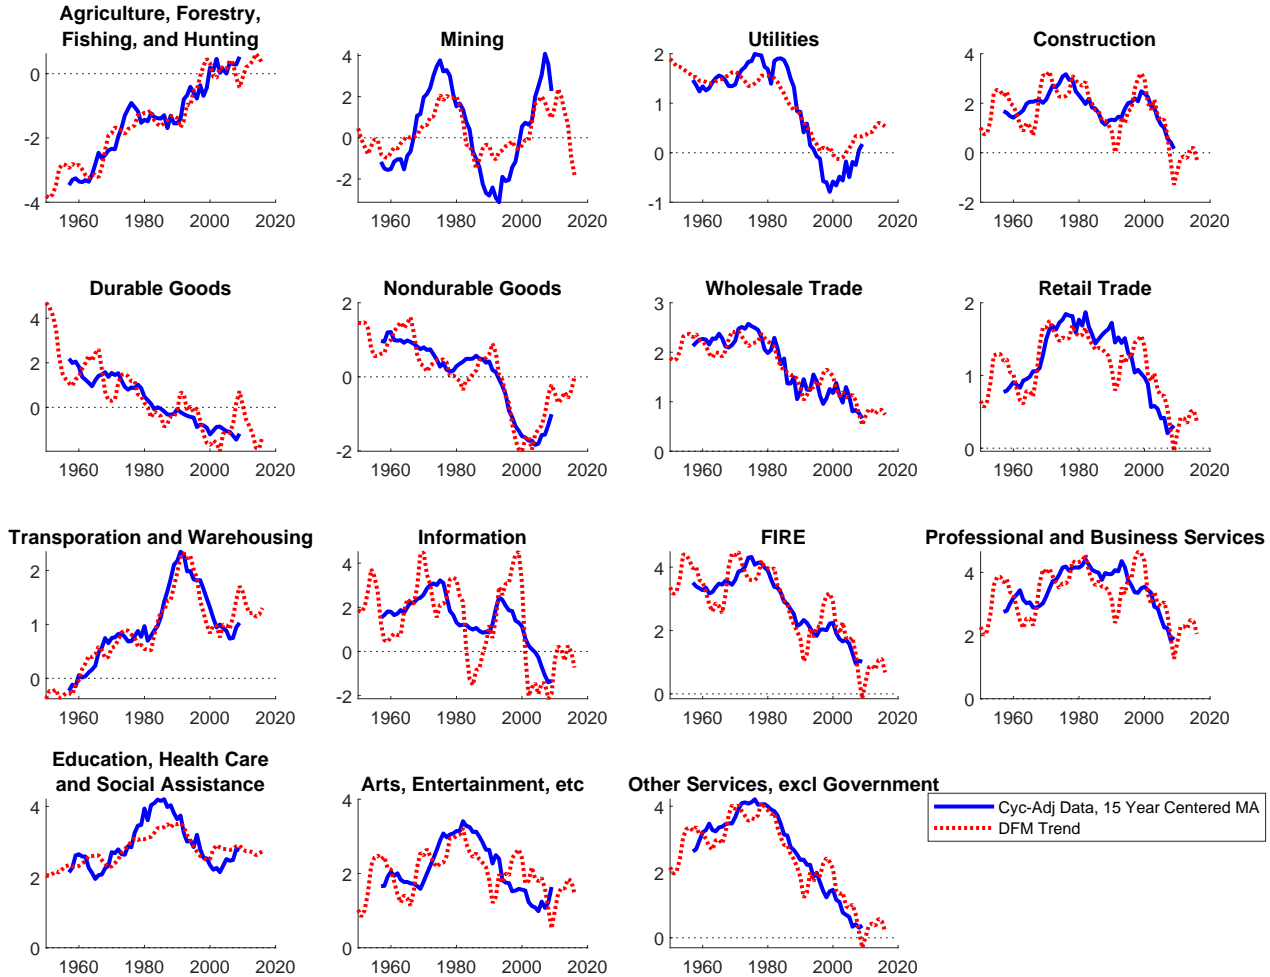 Agriculture, Forestry,
Fishing, and Hunting
Mining
Utilities
Construction
0
-2
-4
1960 1980 2000 2020
4
2
0
-2
1960 1980 2000 2020
2
1
0
-1
1960 1980 2000 2020
4
2
0
-2
1960 1980 2000 2020
Durable Goods
Nondurable Goods
Wholesale Trade
Retail Trade
4
2
0
1960 1980 2000 2020
2
0
-2
1960 1980 2000 2020
3
2
1
0
1960 1980 2000 2020
2
1
0
1960 1980 2000 2020
Transporation and Warehousing
Information
FIRE
Professional and Business Services
2
1
0
1960 1980 2000 2020
4
2
0
-2
1960 1980 2000 2020
4
2
0
1960 1980 2000 2020
4
2
0
1960 1980 2000 2020
Education, Health Care
and Social Assistance
Arts, Entertainment, etc
Other Services, excl Government
4
2
0
1960 1980 2000 2020
4
2
0
1960 1980 2000 2020
4
2
0
1960 1980 2000 2020
Cyc-Adj Data, 15 Year Centered MA
DFM Trend